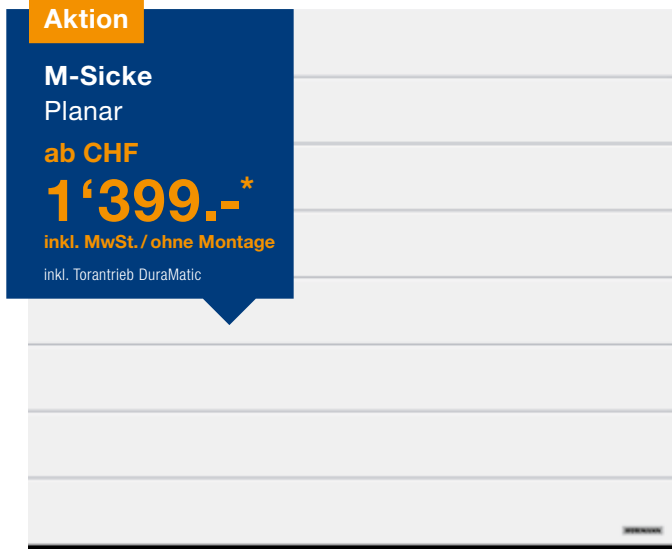 Aktion
M-Sicke
Planar
ab CHF
1‘399.-*
inkl. MwSt. / ohne Montage
inkl. Torantrieb DuraMatic